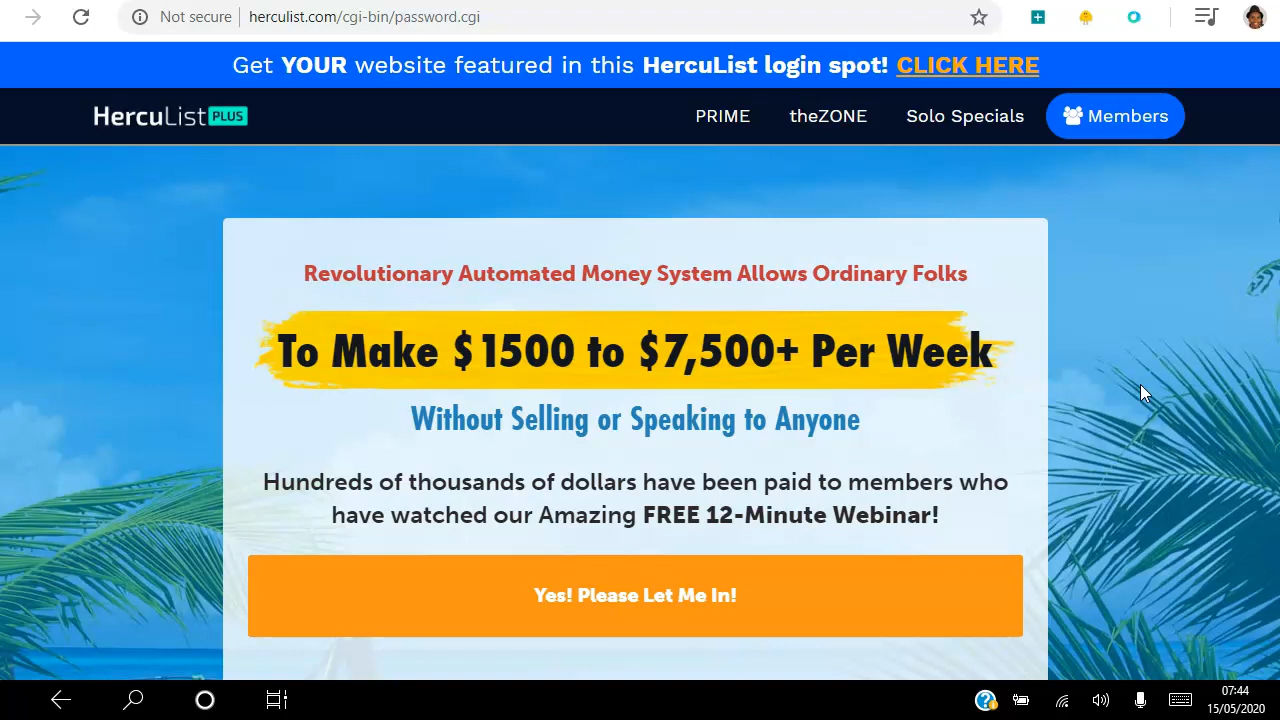 Not secure
herculist.com/cgi-bin/password.cgi
Get YOUR website featured in this HercuList login spot! CLICK HERE
HercuList PLUS
PRIME
theZONE
Solo Specials
Members
Revolutionary Automated Money System Allows Ordinary Folks
To Make $1500 to $7,500+ Per Week
Without Selling or Speaking to Anyone
Hundreds of thousands of dollars have been paid to members who
have watched our Amazing FREE 12-Minute Webinar!
Yes! Please Let Me In!
07:44
15/05/2020